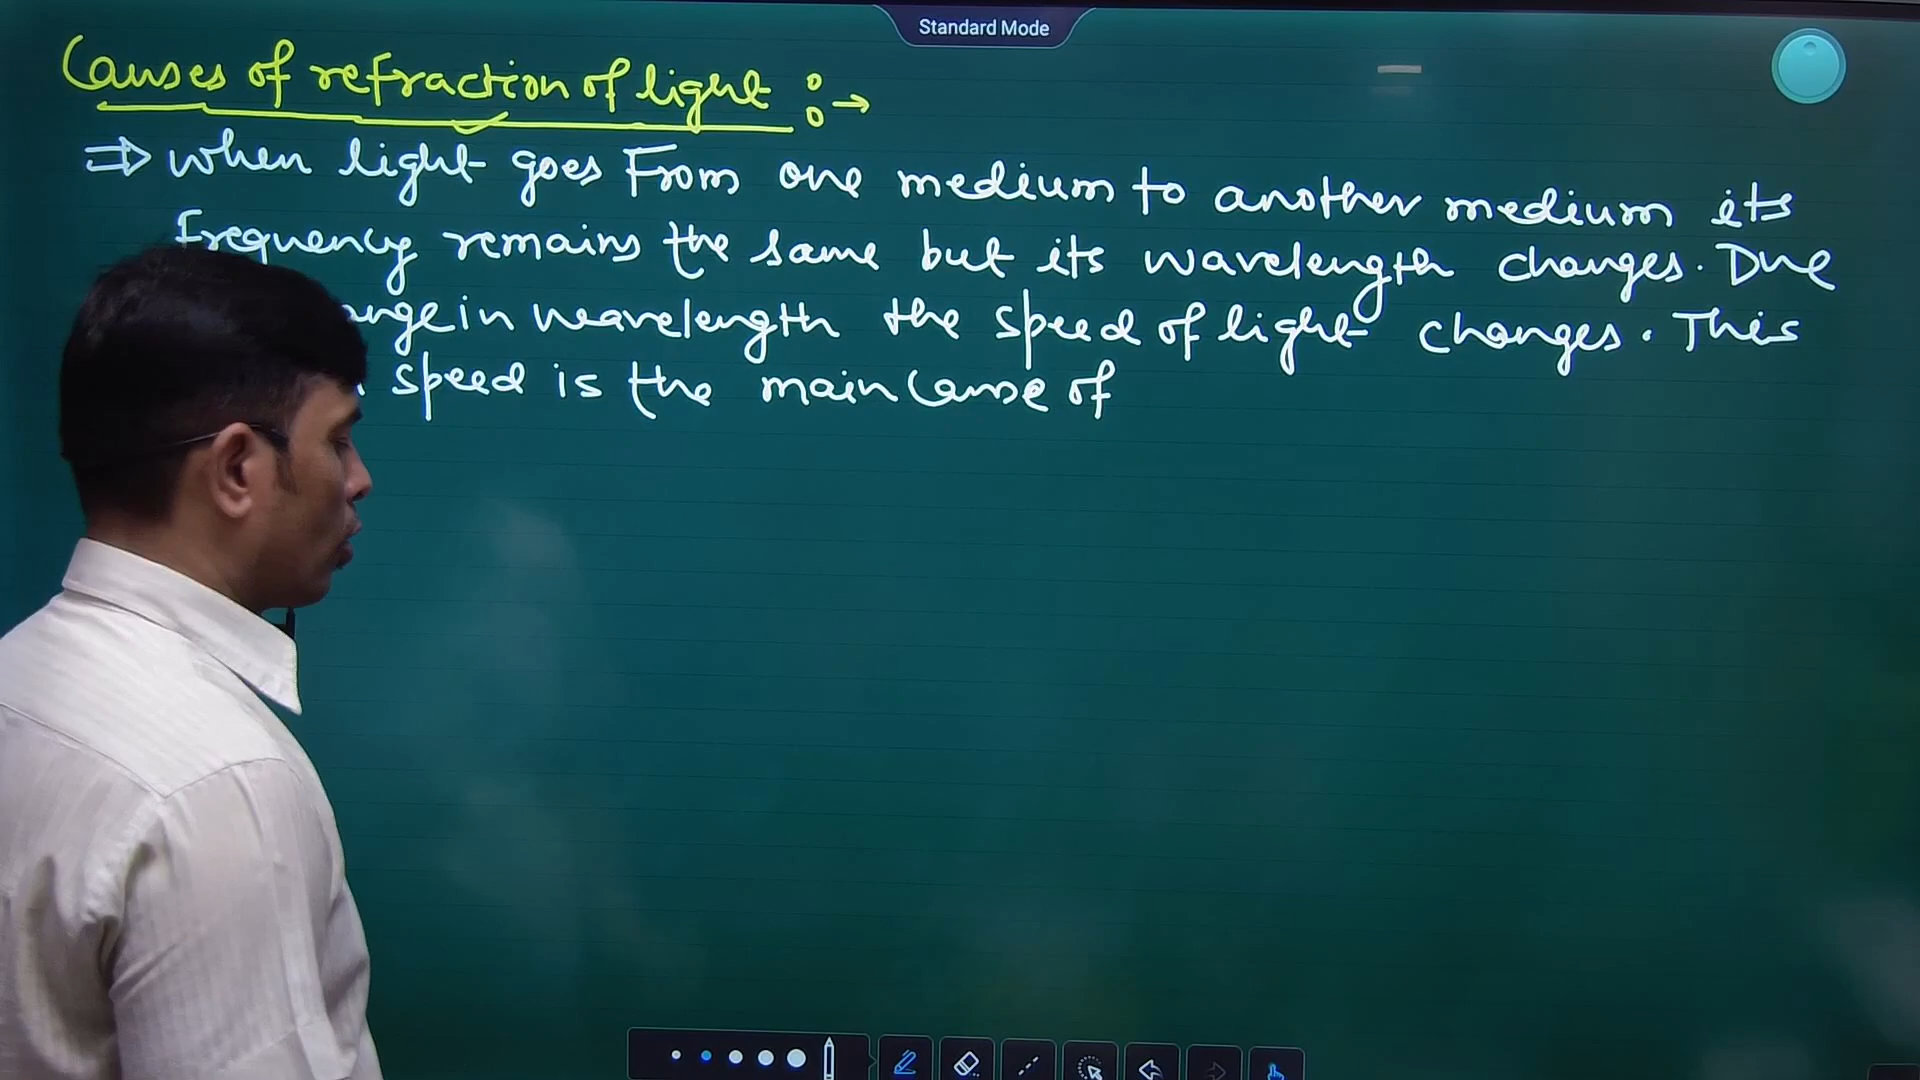 Standard Mode
Causes of refraction of light :→
⇒ when light goes From one medium to another medium its
Frequency remains the same but its wavelength changes. Due
in wavelength the speed of light changes. This
speed is the main Cause of